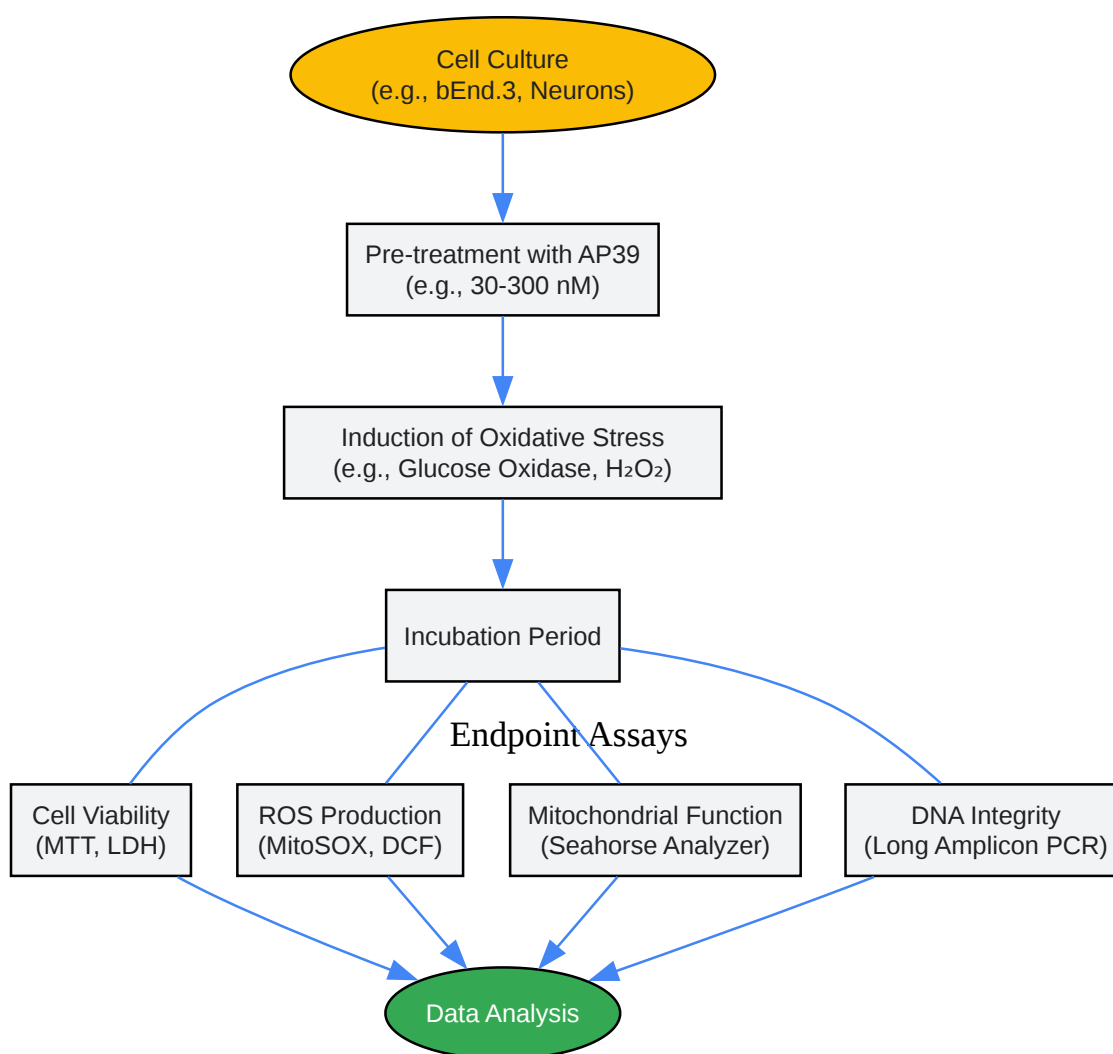 Cell Culture
(e.g., bEnd.3, Neurons)
Pre-treatment with AP39
(e.g., 30-300 nM)
Induction of Oxidative Stress
(e.g., Glucose Oxidase, H₂O₂)
Incubation Period
Endpoint Assays
Cell Viability
(MTT, LDH)
ROS Production
(MitoSOX, DCF)
Mitochondrial Function
(Seahorse Analyzer)
DNA Integrity
(Long Amplicon PCR)
Data Analysis